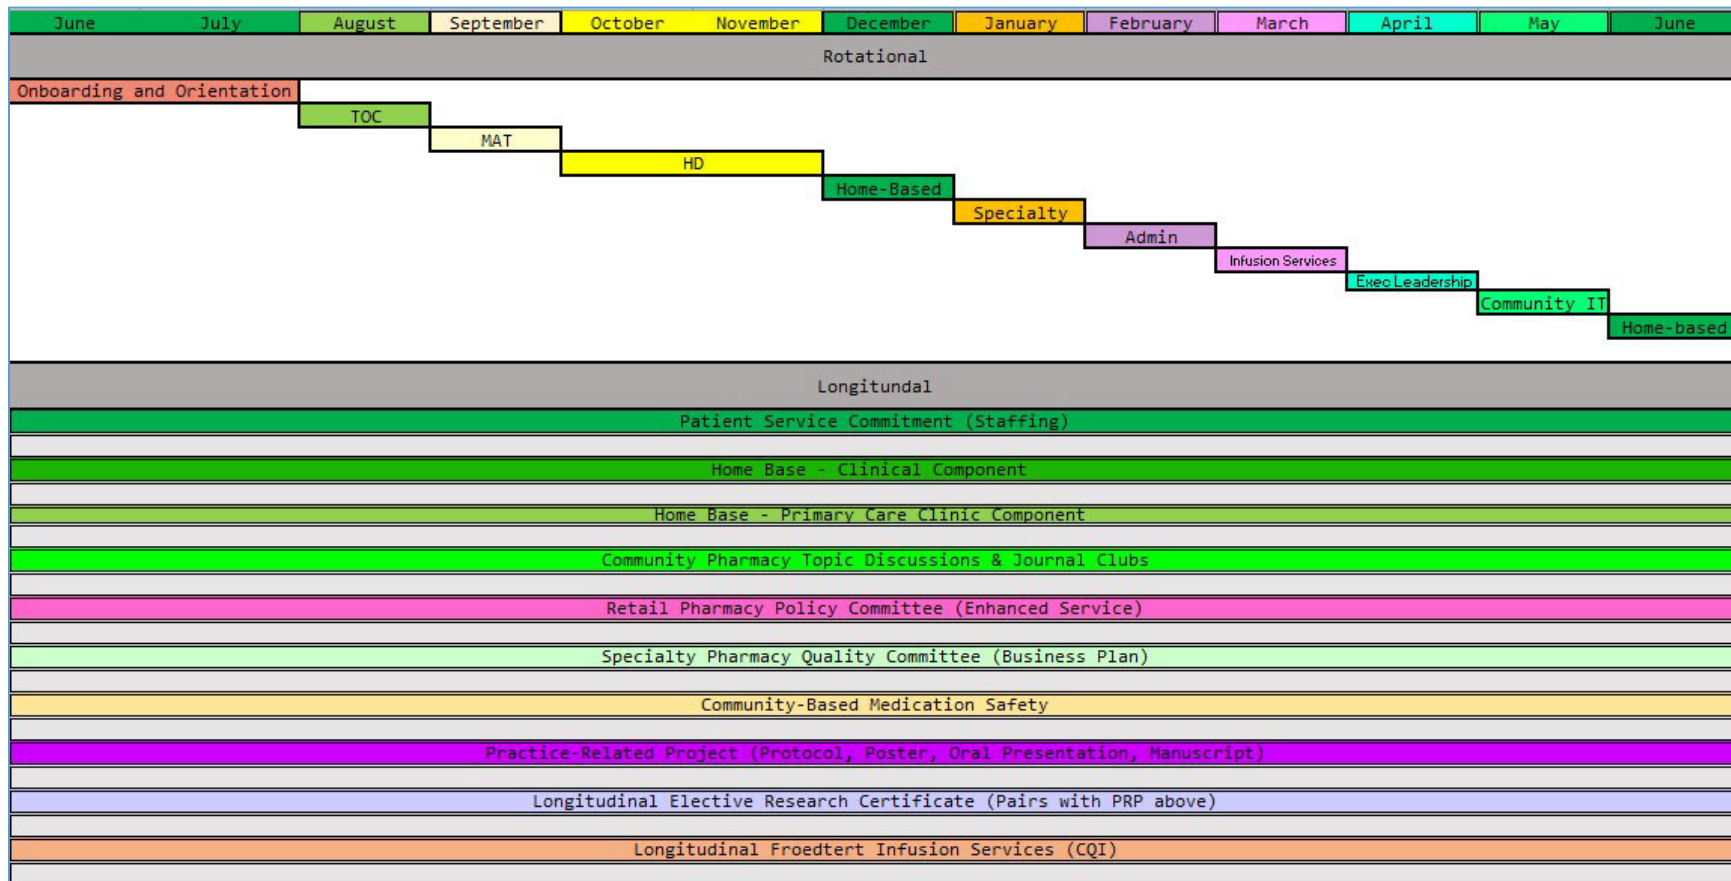 June July August September October November December January February March April May June
Rotational
Onboarding and Orientation
TOC
MAT
HD
Home-Based
Specialty
Admin
Infusion Services
Exec Leadership
Community IT
Home-based
Longitundal
Patient Service Commitment (Staffing)
Home Base - Clinical Component
Home Base - Primary Care Clinic Component
Community Pharmacy Topic Discussions & Journal Clubs
Retail Pharmacy Policy Committee (Enhanced Service)
Specialty Pharmacy Quality Committee (Business Plan)
Community-Based Medication Safety
Practice-Related Project (Protocol, Poster, Oral Presentation, Manuscript)
Longitudinal Elective Research Certificate (Pairs with PRP above)
Longitudinal Froedtert Infusion Services (CQI)